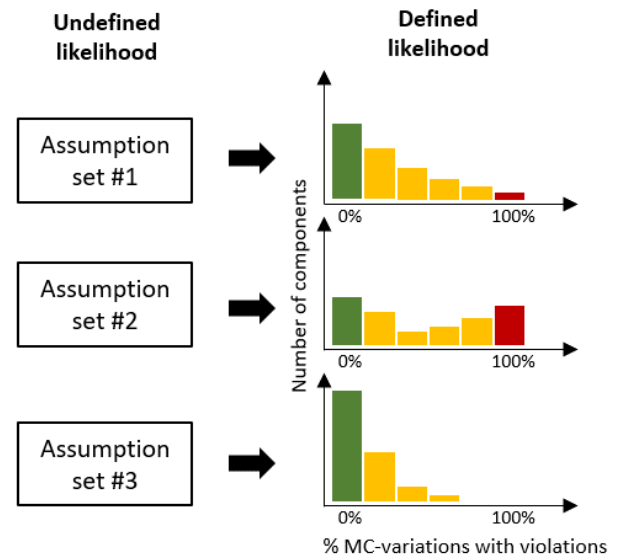 Undefined
likelihood
Defined
likelihood
Assumption
set #1
Number of components
0%
100%
Assumption
set #2
0%
100%
Assumption
set #3
0%
100%
% MC-variations with violations